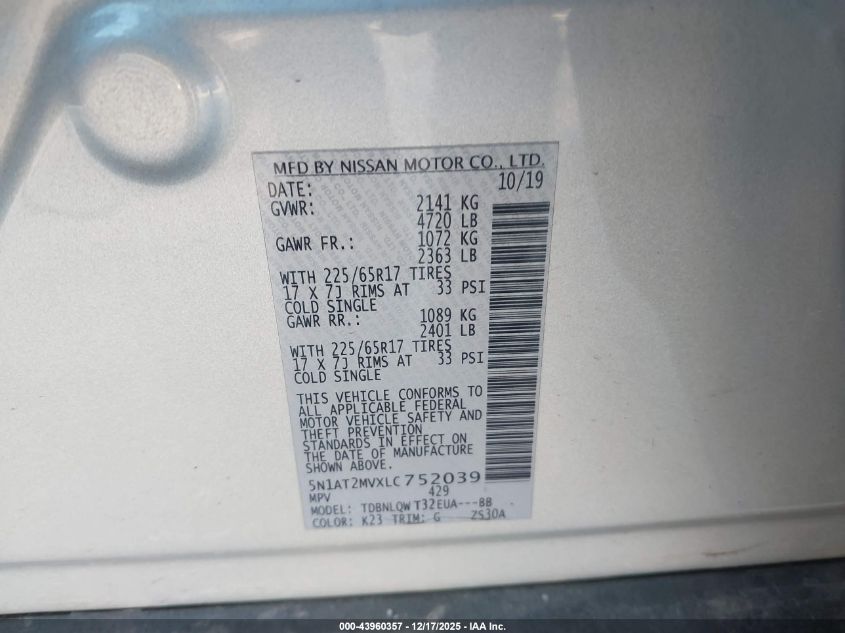 MFD BY NISSAN MOTOR CO., LTD.
DATE: 10/19
GVWR: 2141 KG
4720 LB
GAWR FR.: 1072 KG
2363 LB
WITH 225/65R17 TIRES
17 X 7J RIMS AT 33 PSI
COLD SINGLE
GAWR RR.: 1089 KG
2401 LB
WITH 225/65R17 TIRES
17 X 7J RIMS AT 33 PSI
COLD SINGLE
THIS VEHICLE CONFORMS TO
ALL APPLICABLE FEDERAL
MOTOR VEHICLE SAFETY AND
THEFT PREVENTION
STANDARDS IN EFFECT ON
THE DATE OF MANUFACTURE
SHOWN ABOVE.
5N1AT2MVXLC752039
MPV 429
MODEL: TDBNLQW T32EUA---BB
COLOR: K23 TRIM: G ZS30A
000-43960357 - 12/17/2025 - IAA Inc.